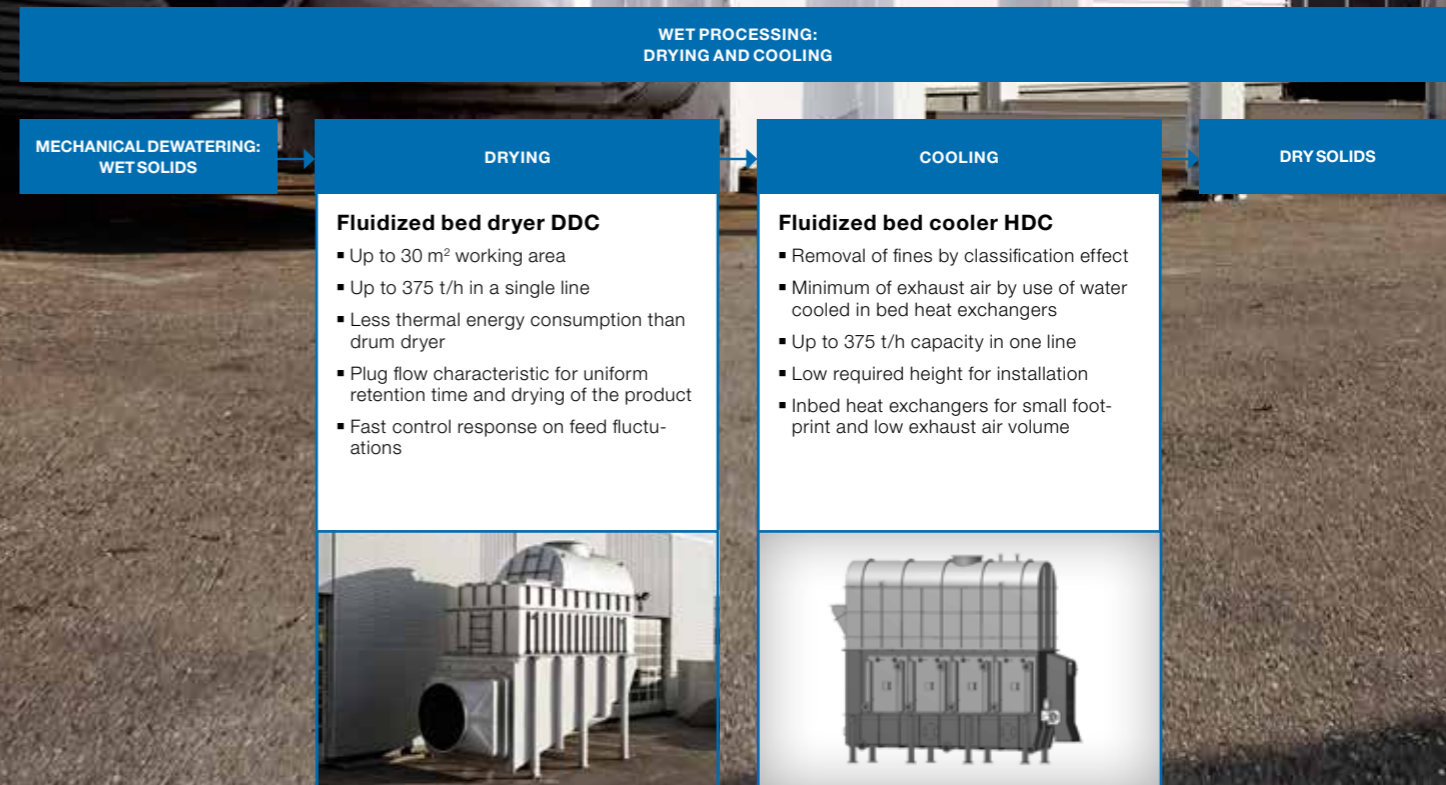 WET PROCESSING:
DRYING AND COOLING
MECHANICAL DEWATERING:
WET SOLIDS
DRYING
COOLING
DRY SOLIDS
Fluidized bed dryer DDC
▪ Up to 30 m² working area
▪ Up to 375 t/h in a single line
▪ Less thermal energy consumption than
drum dryer
▪ Plug flow characteristic for uniform
retention time and drying of the product
▪ Fast control response on feed fluctu-
ations
Fluidized bed cooler HDC
▪ Removal of fines by classification effect
▪ Minimum of exhaust air by use of water
cooled in bed heat exchangers
▪ Up to 375 t/h capacity in one line
▪ Low required height for installation
▪ Inbed heat exchangers for small foot-
print and low exhaust air volume